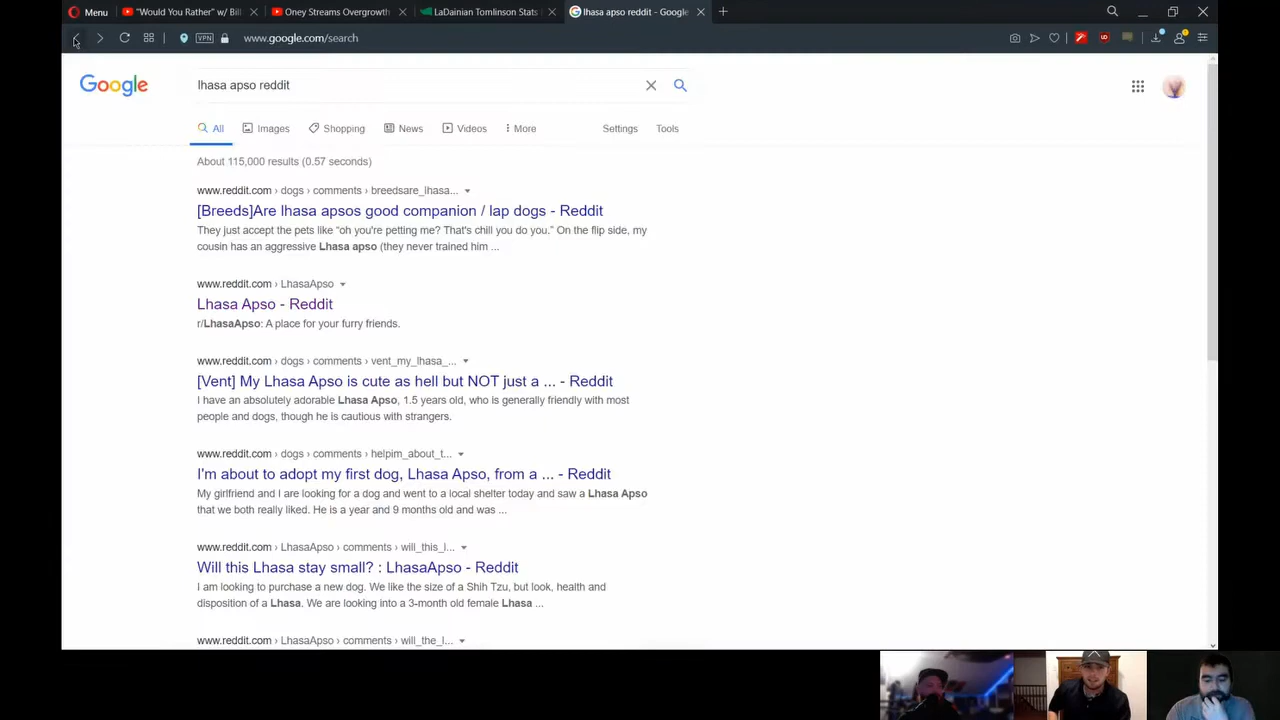 Menu
"Would You Rather" w/ Bil
Oney Streams Overgrowth
LaDainian Tomlinson Stats
lhasa apso reddit - Google
VPN
www.google.com/search
Google
lhasa apso reddit
All
Images
Shopping
News
Videos
More
Settings
Tools
About 115,000 results (0.57 seconds)
www.reddit.com › dogs › comments › breedsare_lhasa...
[Breeds]Are lhasa apsos good companion / lap dogs - Reddit
They just accept the pets like “oh you're petting me? That's chill you do you.” On the flip side, my
cousin has an aggressive Lhasa apso (they never trained him ...
www.reddit.com › LhasaApso
Lhasa Apso - Reddit
r/LhasaApso: A place for your furry friends.
www.reddit.com › dogs › comments › vent_my_lhasa_...
[Vent] My Lhasa Apso is cute as hell but NOT just a ... - Reddit
I have an absolutely adorable Lhasa Apso, 1.5 years old, who is generally friendly with most
people and dogs, though he is cautious with strangers.
www.reddit.com › dogs › comments › helpim_about_t...
I'm about to adopt my first dog, Lhasa Apso, from a ... - Reddit
My girlfriend and I are looking for a dog and went to a local shelter today and saw a Lhasa Apso
that we both really liked. He is a year and 9 months old and was ...
www.reddit.com › LhasaApso › comments › will_this_l...
Will this Lhasa stay small? : LhasaApso - Reddit
I am looking to purchase a new dog. We like the size of a Shih Tzu, but look, health and
disposition of a Lhasa. We are looking into a 3-month old female Lhasa ...
www.reddit.com › LhasaApso › comments › will_the_l...